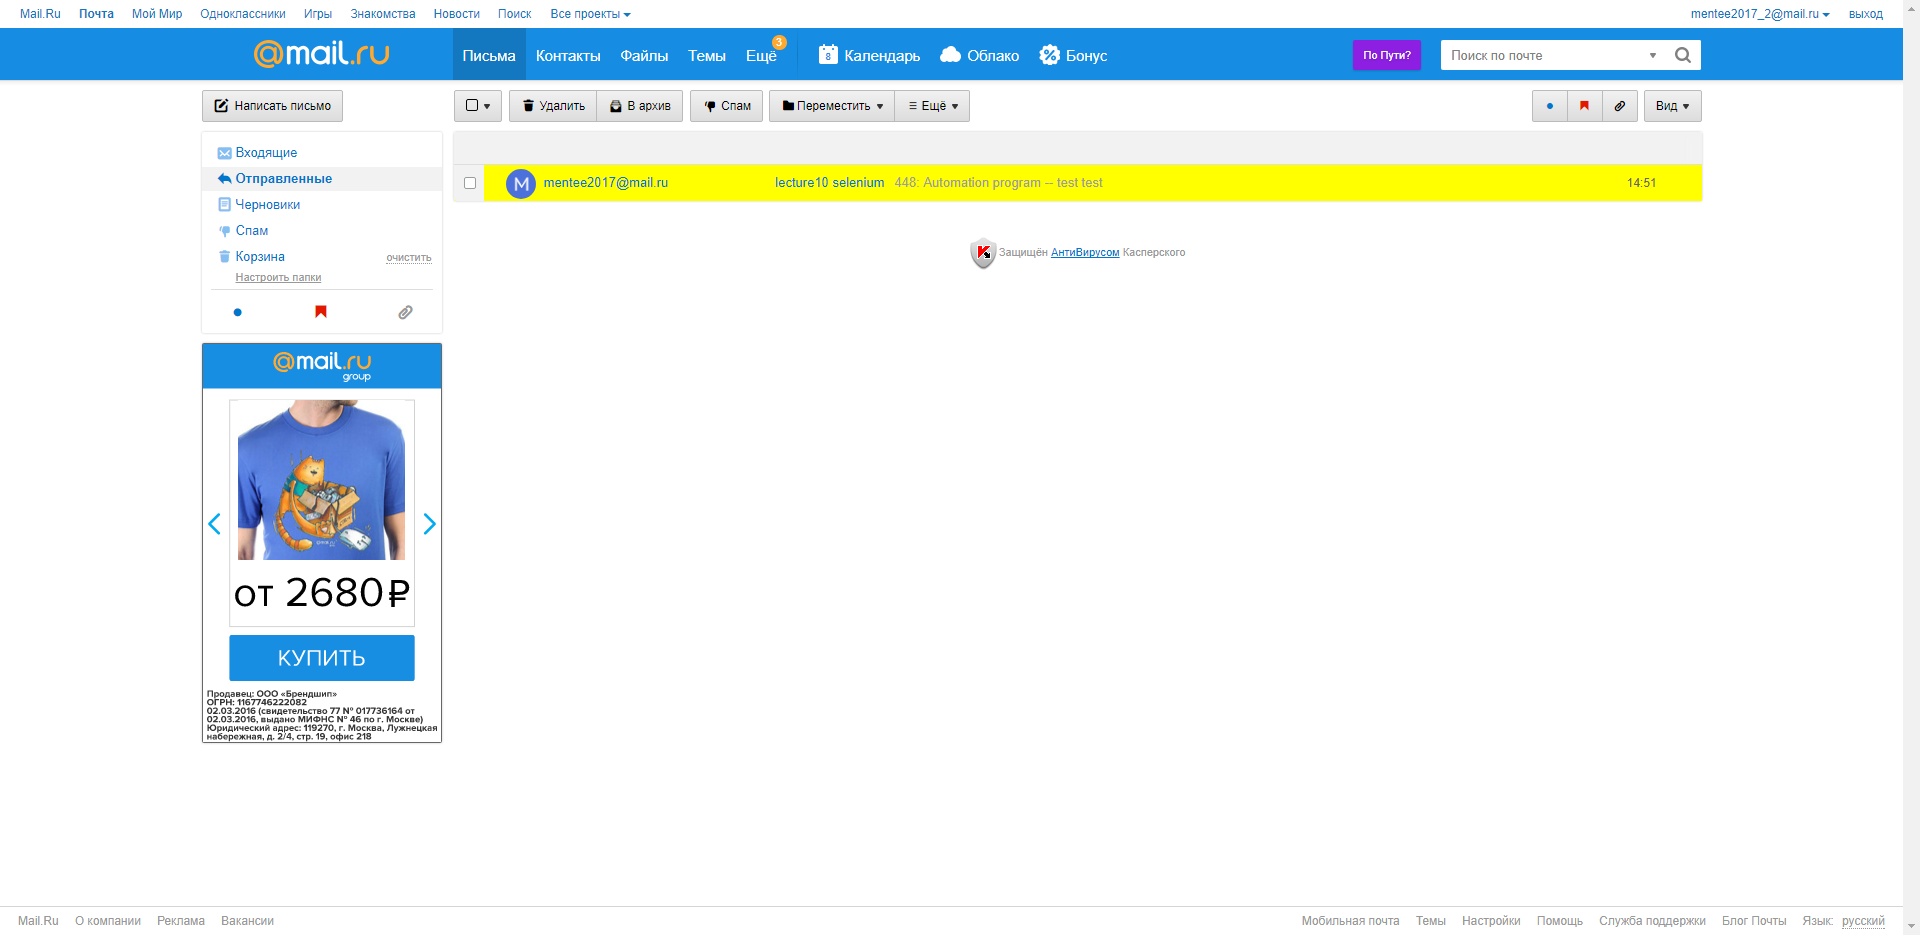 Mail.Ru Почта Мой Мир Одноклассники Игры Знакомства Новости Поиск Все проекты mentee2017_2@mail.ru выход
@mail.ru Письма Контакты Файлы Темы Ещё 3 8 Календарь Облако Бонус По Пути? Поиск по почте
Написать письмо Удалить В архив Спам Переместить Ещё Вид
Входящие
Отправленные
Черновики
Спам
Корзина очистить
Настроить папки
M mentee2017@mail.ru lecture10 selenium 448: Automation program -- test test 14:51
Защищён АнтиВирусом Касперского
@mail.ru
group
от 2680₽
КУПИТЬ
Продавец: ООО «Брендшип»
ОГРН: 1167746222082
02.03.2016 (свидетельство 77 № 017736164 от
02.03.2016, выдано МИФНС № 46 по г. Москве)
Юридический адрес: 119270, г. Москва, Лужнецкая
набережная, д. 2/4, стр. 19, офис 218
Mail.Ru О компании Реклама Вакансии Мобильная почта Темы Настройки Помощь Служба поддержки Блог Почты Язык: русский